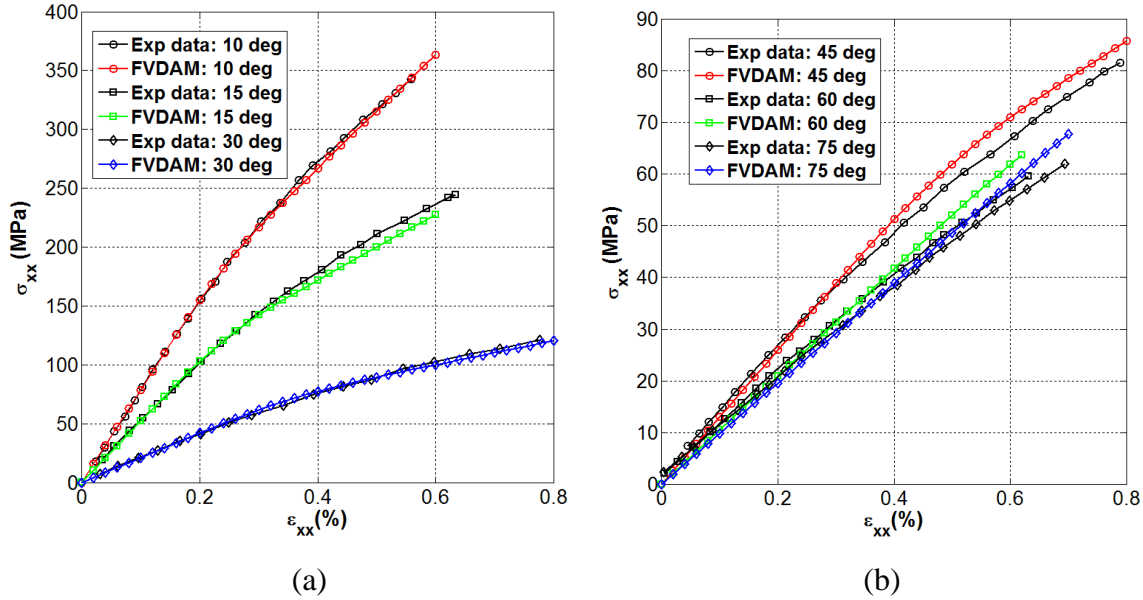 400
350
300
250
200
150
100
50
0
σxx (MPa)
Exp data: 10 deg
FVDAM: 10 deg
Exp data: 15 deg
FVDAM: 15 deg
Exp data: 30 deg
FVDAM: 30 deg
0 0.2 0.4 0.6 0.8
εxx(%)
(a)
90
80
70
60
50
40
30
20
10
0
σxx (MPa)
Exp data: 45 deg
FVDAM: 45 deg
Exp data: 60 deg
FVDAM: 60 deg
Exp data: 75 deg
FVDAM: 75 deg
0 0.2 0.4 0.6 0.8
εxx(%)
(b)